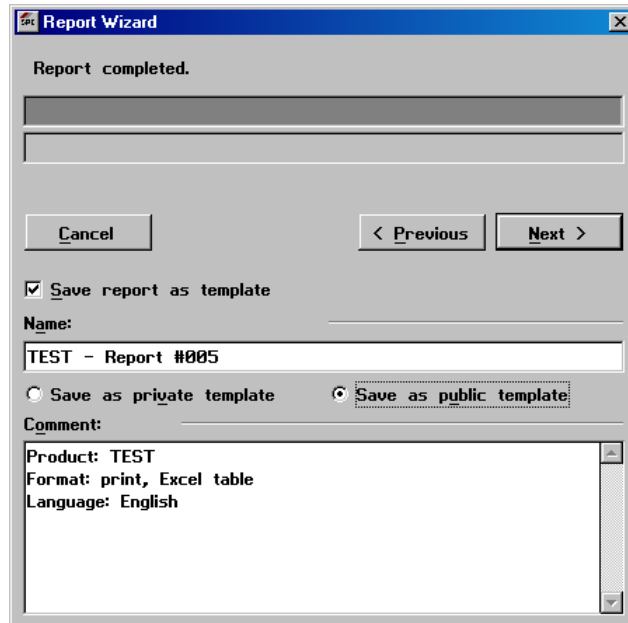 SPC Report Wizard
Report completed.
Cancel < Previous Next >
Save report as template
Name:
TEST - Report #005
Save as private template Save as public template
Comment:
Product: TEST
Format: print, Excel table
Language: English